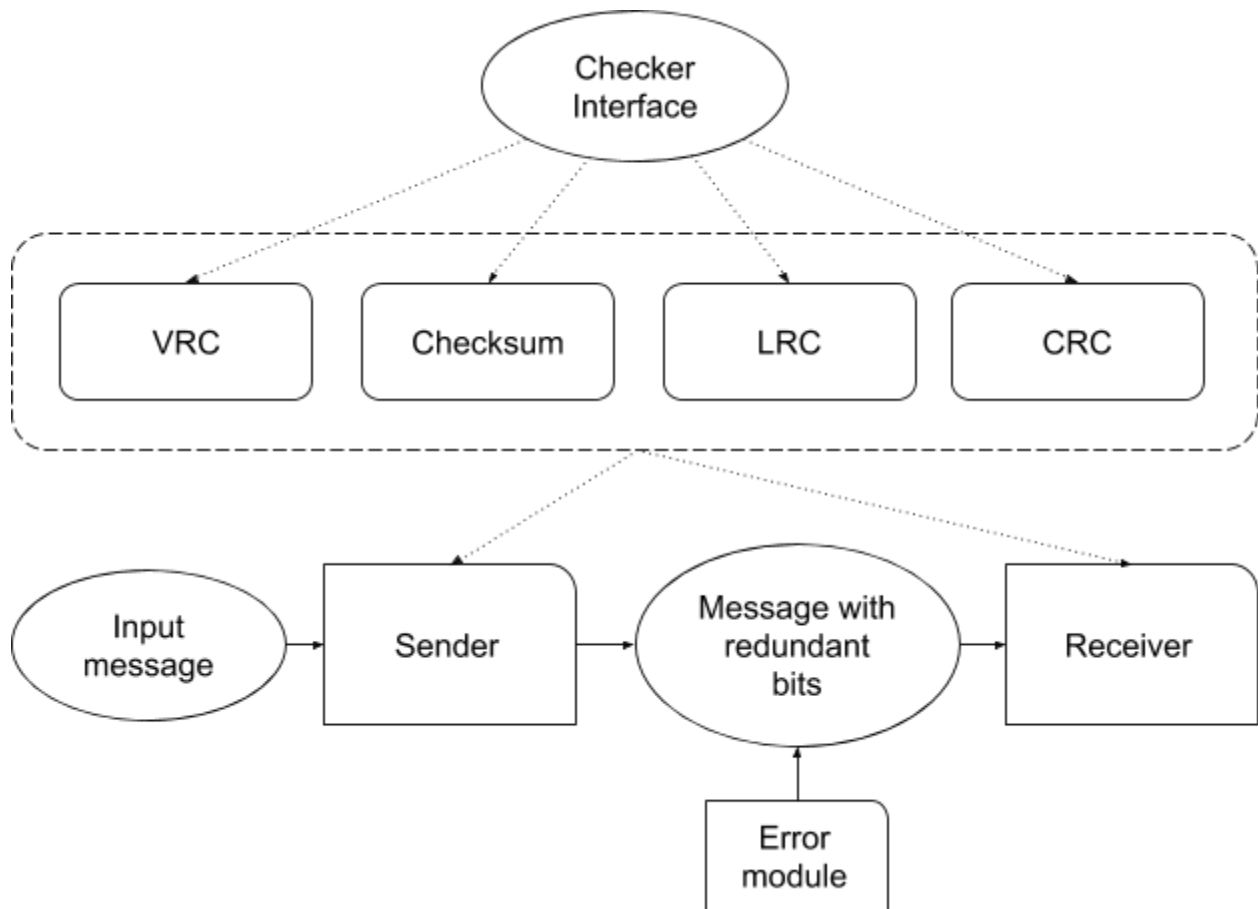 Checker
Interface
VRC
Checksum
LRC
CRC
Input
message
Sender
Message with
redundant
bits
Receiver
Error
module